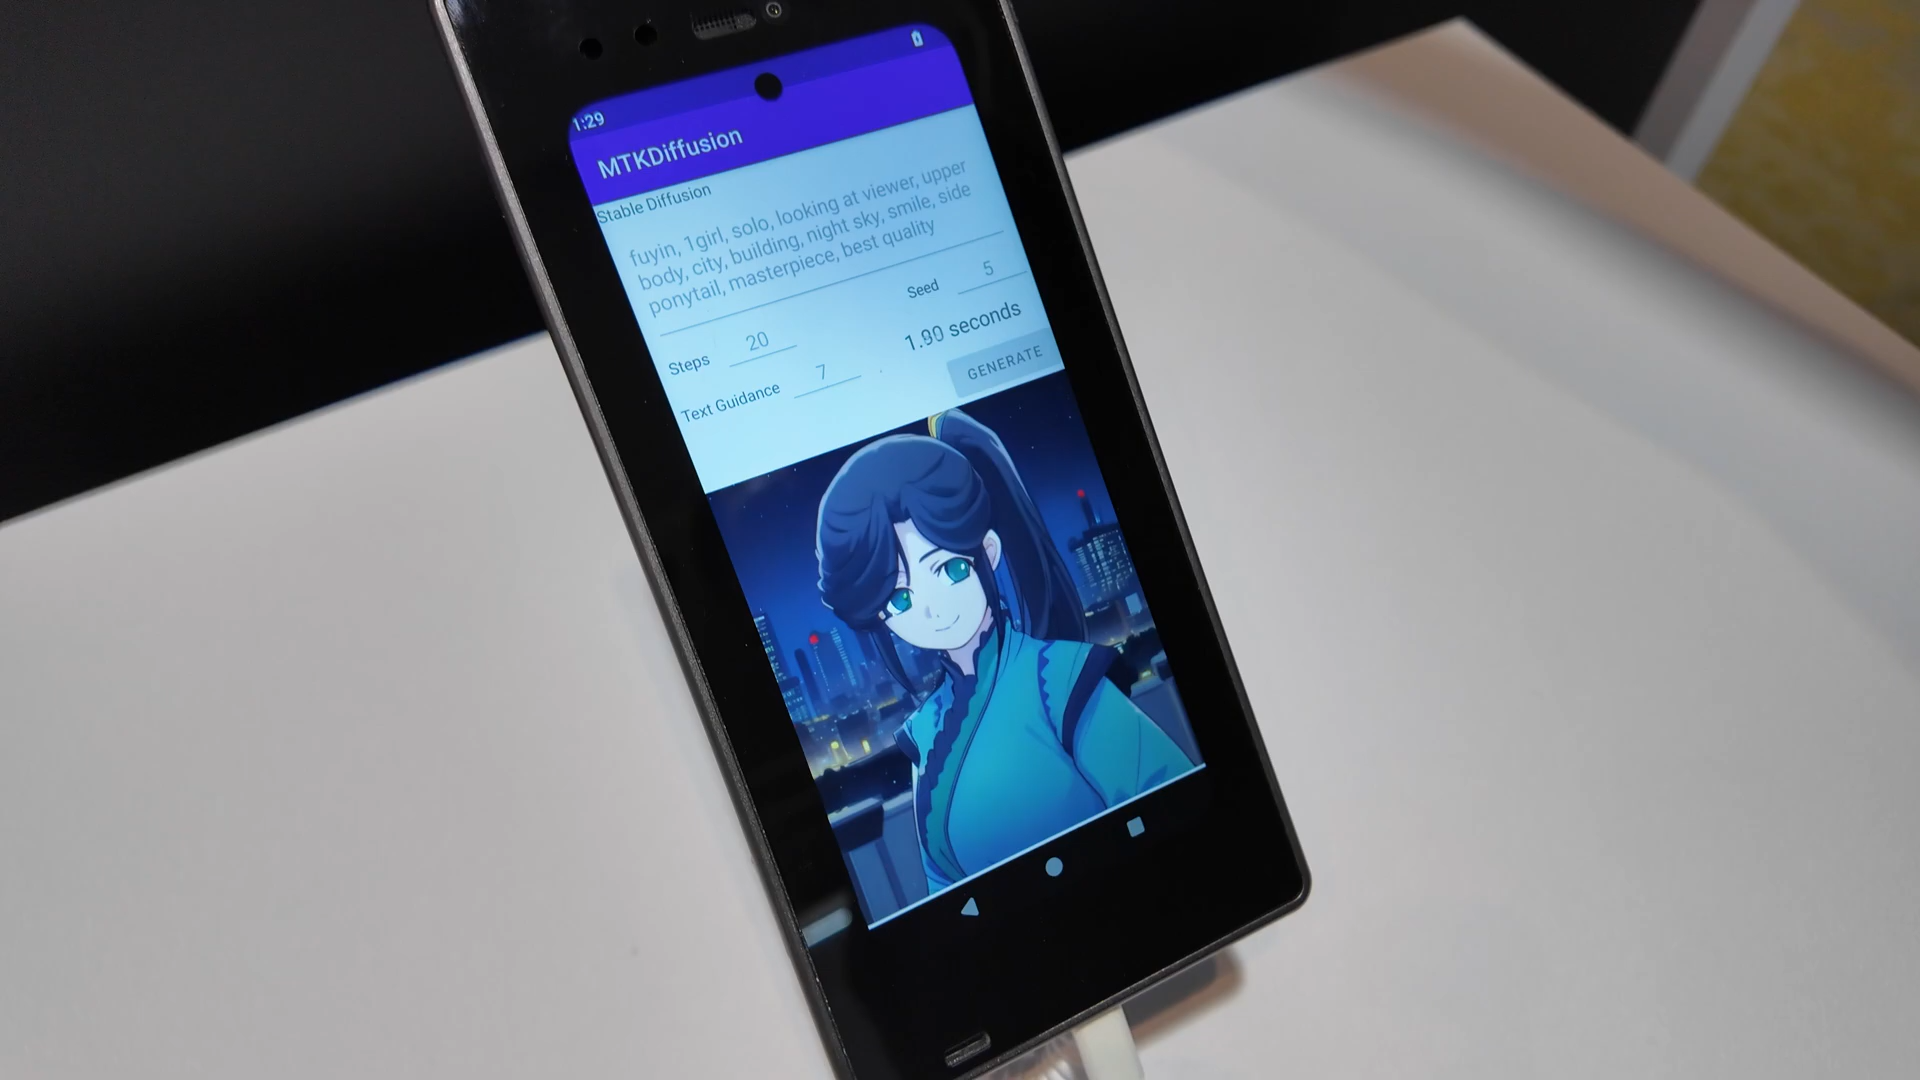 1:29
MTKDiffusion
Stable Diffusion
fuyin, 1girl, solo, looking at viewer, upper
body, city, building, night sky, smile, side
ponytail, masterpiece, best quality
Seed 5
Steps 20
1.90 seconds
Text Guidance 7
GENERATE